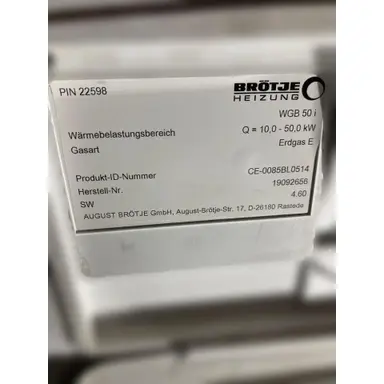 PIN 22598
BRÖTJE
HEIZUNG
WGB 50 i
Wärmebelastungsbereich Q = 10,0 - 50,0 kW
Gasart Erdgas E
Produkt-ID-Nummer CE-0085BL0514
Herstell-Nr. 19092656
SW 4.60
AUGUST BRÖTJE GmbH, August-Brötje-Str. 17, D-26180 Rastede